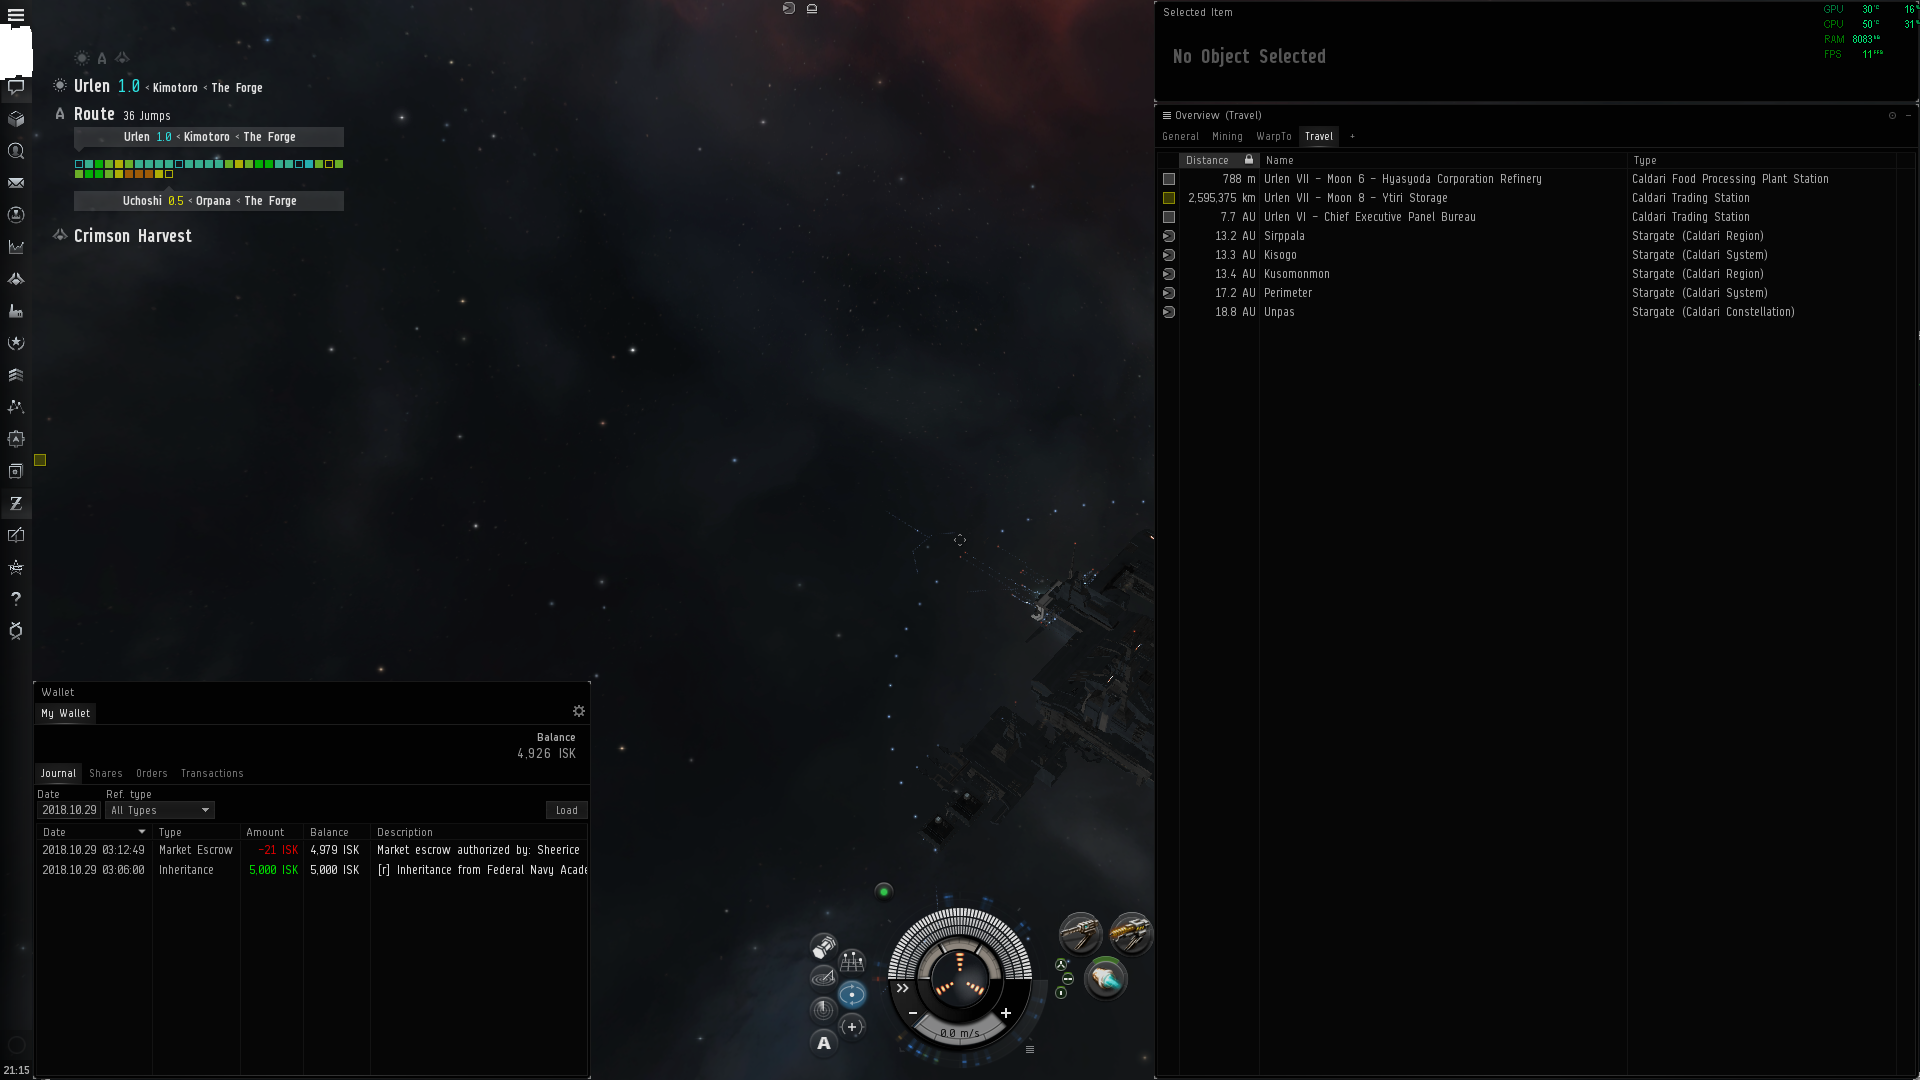 Urlen 1.0 < Kimotoro < The Forge
Route 36 Jumps
Urlen 1.0 < Kimotoro < The Forge
Uchoshi 0.5 < Orpana < The Forge
Crimson Harvest
Selected Item
No Object Selected
GPU 30°C 16%
CPU 50°C 31%
RAM 8083MB
FPS 11FPS
Overview (Travel)
General Mining WarpTo Travel +
Distance Name Type
788 m Urlen VII - Moon 6 - Hyasyoda Corporation Refinery Caldari Food Processing Plant Station
2,595,375 km Urlen VII - Moon 8 - Ytiri Storage Caldari Trading Station
7.7 AU Urlen VI - Chief Executive Panel Bureau Caldari Trading Station
13.2 AU Sirppala Stargate (Caldari Region)
13.3 AU Kisogo Stargate (Caldari System)
13.4 AU Kusomonmon Stargate (Caldari Region)
17.2 AU Perimeter Stargate (Caldari System)
18.8 AU Unpas Stargate (Caldari Constellation)
Wallet
My Wallet
Balance
4,926 ISK
Journal Shares Orders Transactions
Date Ref. type
2018.10.29 All Types Load
Date Type Amount Balance Description
2018.10.29 03:12:49 Market Escrow -21 ISK 4,979 ISK Market escrow authorized by: Sheerice
2018.10.29 03:06:00 Inheritance 5,000 ISK 5,000 ISK [r] Inheritance from Federal Navy Acade
0.0 m/s
A
21:15